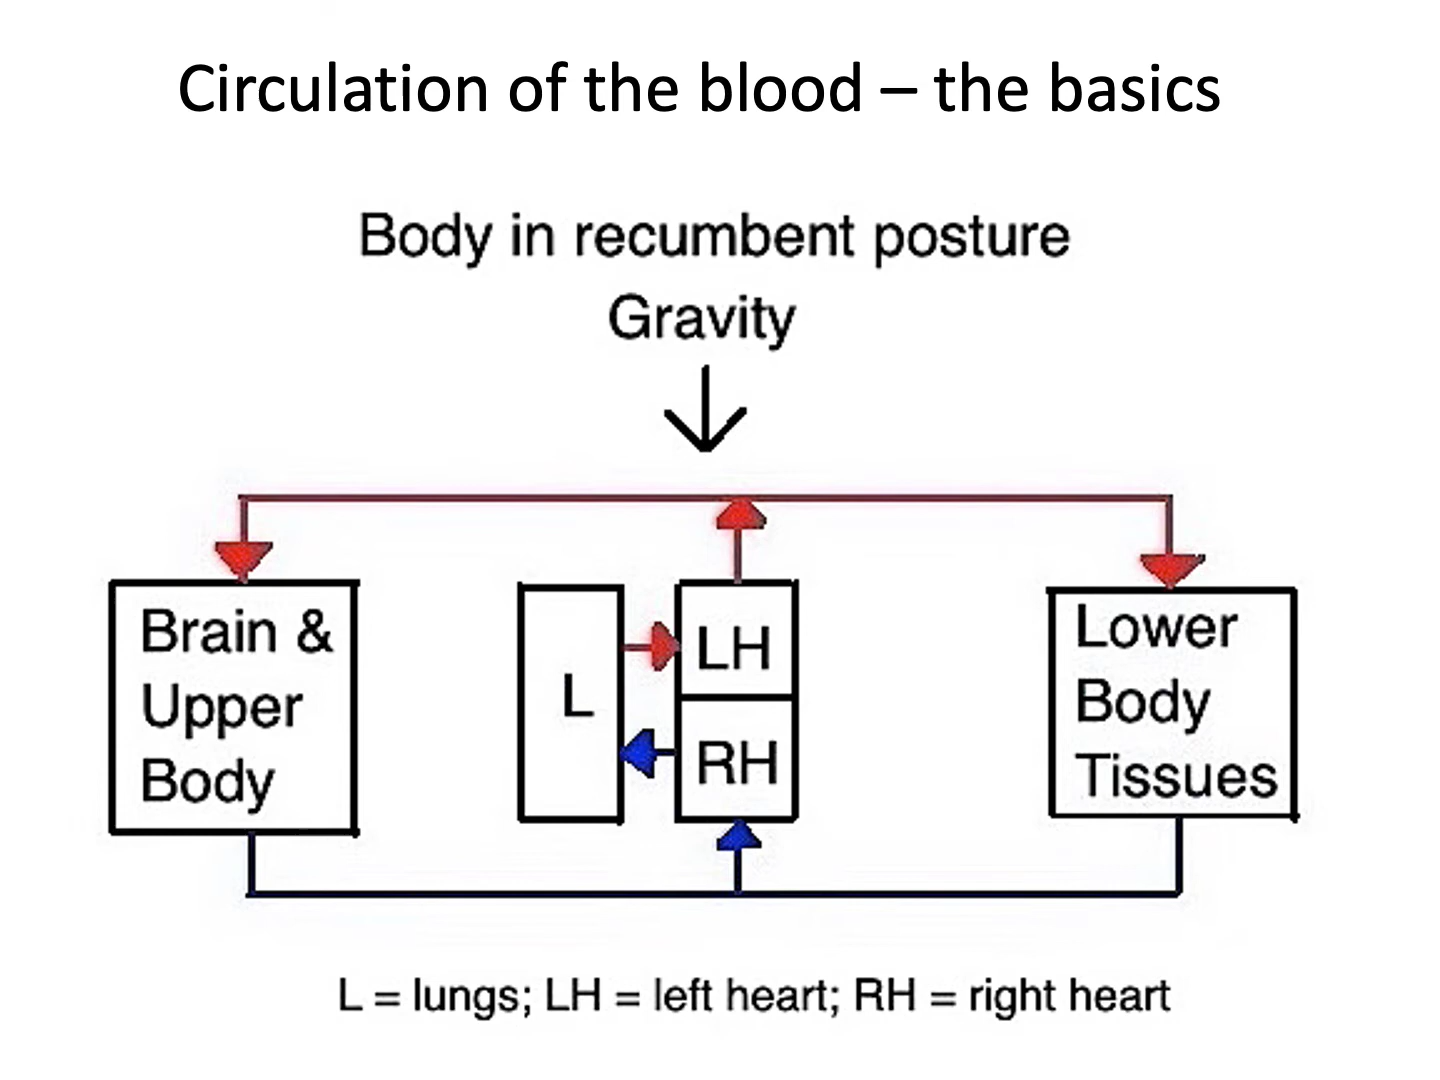 Circulation of the blood – the basics
Body in recumbent posture
Gravity
Brain &
Upper
Body
L
LH
RH
Lower
Body
Tissues
L = lungs; LH = left heart; RH = right heart